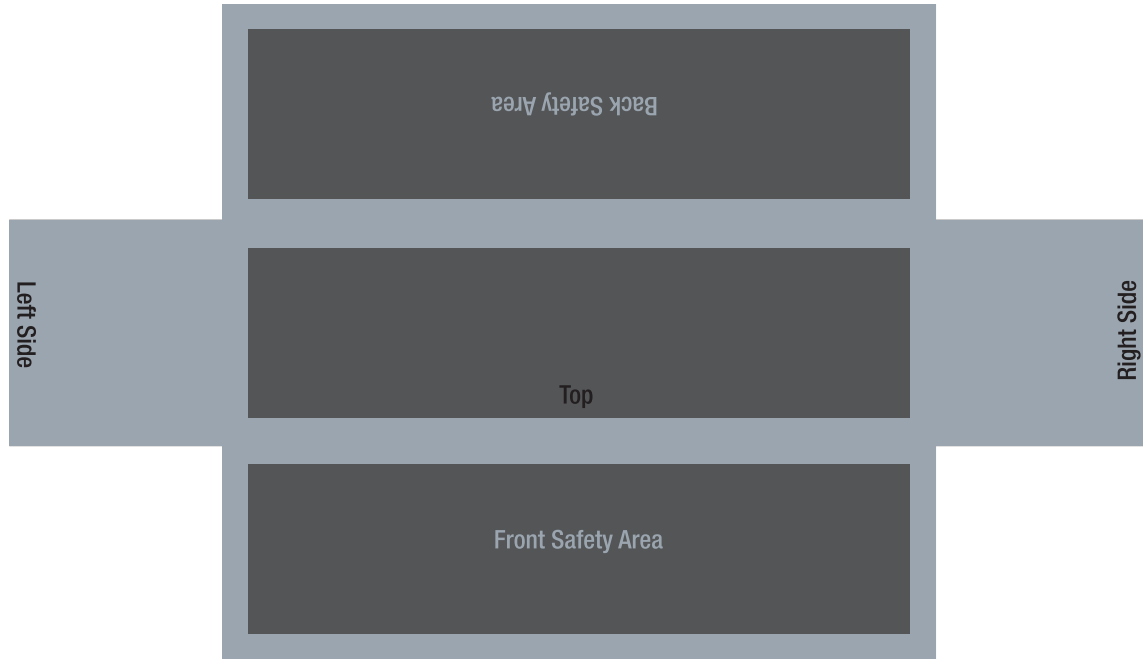 Back Safety Area
Left Side
Right Side
Top
Front Safety Area